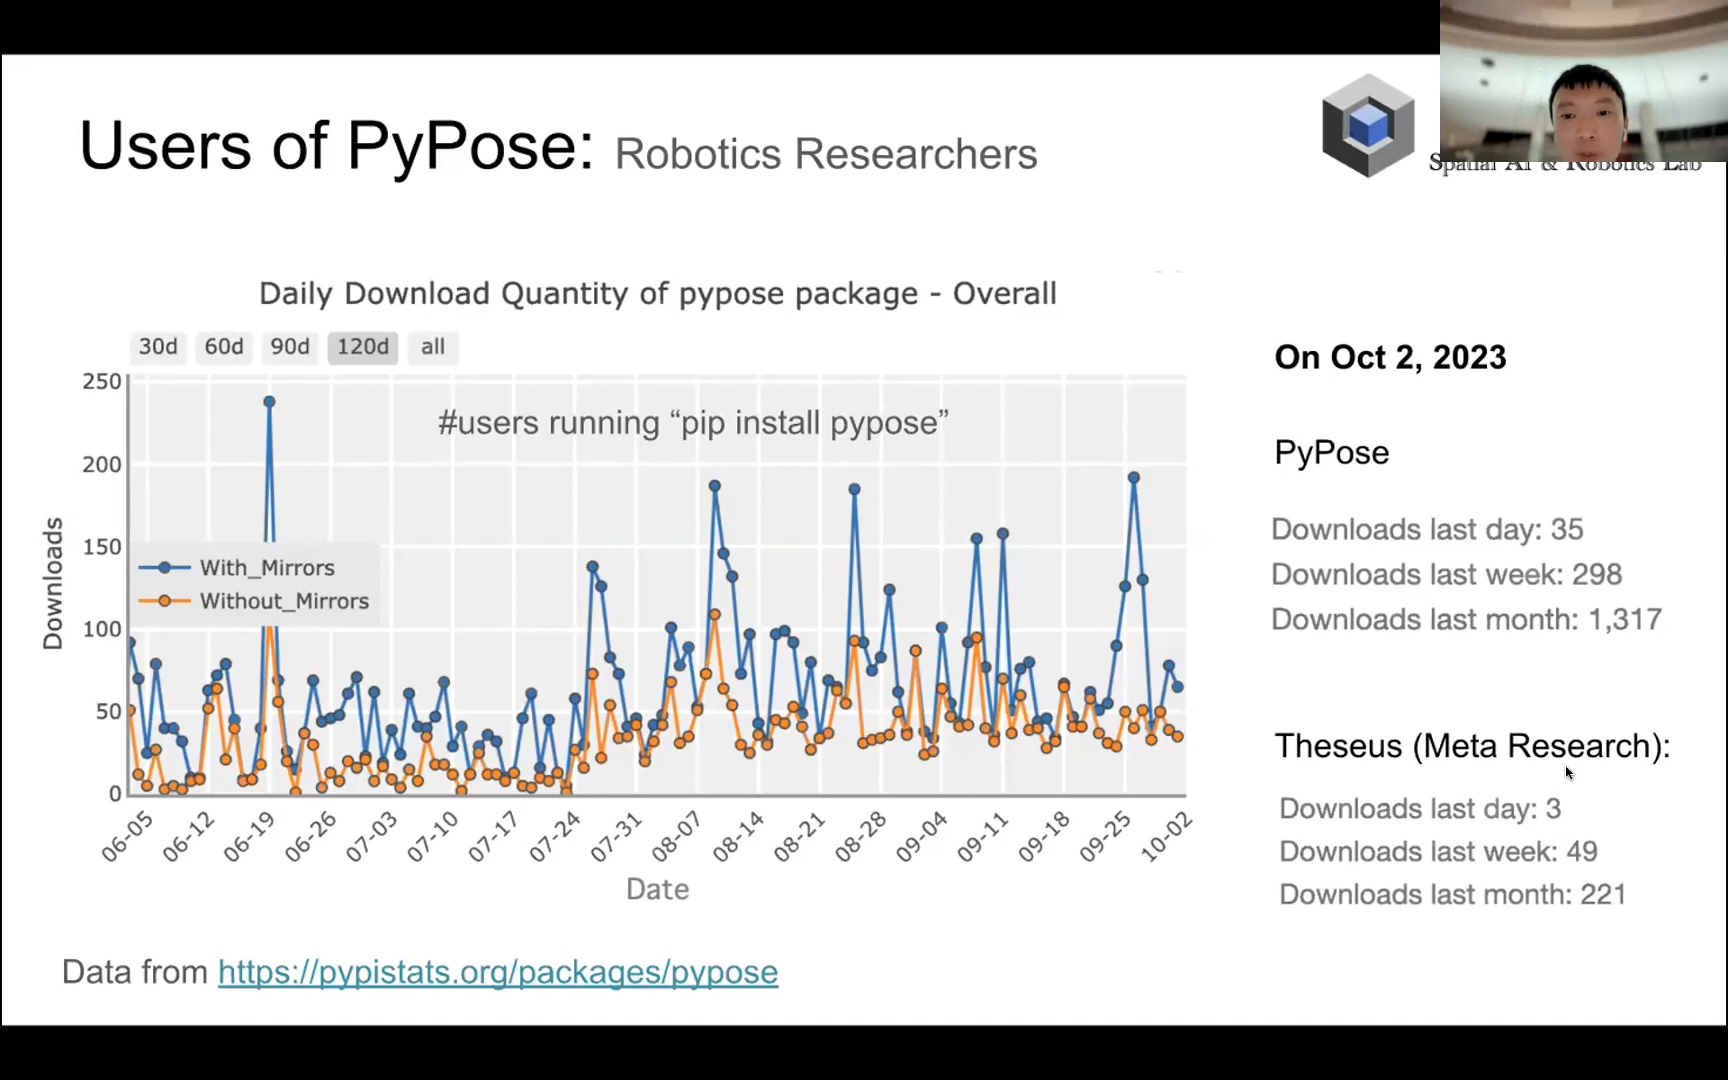 Users of PyPose: Robotics Researchers
Spatial AI & Robotics Lab
Daily Download Quantity of pypose package - Overall
30d 60d 90d 120d all
#users running “pip install pypose”
250
200
150
100
50
0
Downloads
With_Mirrors
Without_Mirrors
06-05 06-12 06-19 06-26 07-03 07-10 07-17 07-24 07-31 08-07 08-14 08-21 08-28 09-04 09-11 09-18 09-25 10-02
Date
On Oct 2, 2023
PyPose
Downloads last day: 35
Downloads last week: 298
Downloads last month: 1,317
Theseus (Meta Research):
Downloads last day: 3
Downloads last week: 49
Downloads last month: 221
Data from https://pypistats.org/packages/pypose